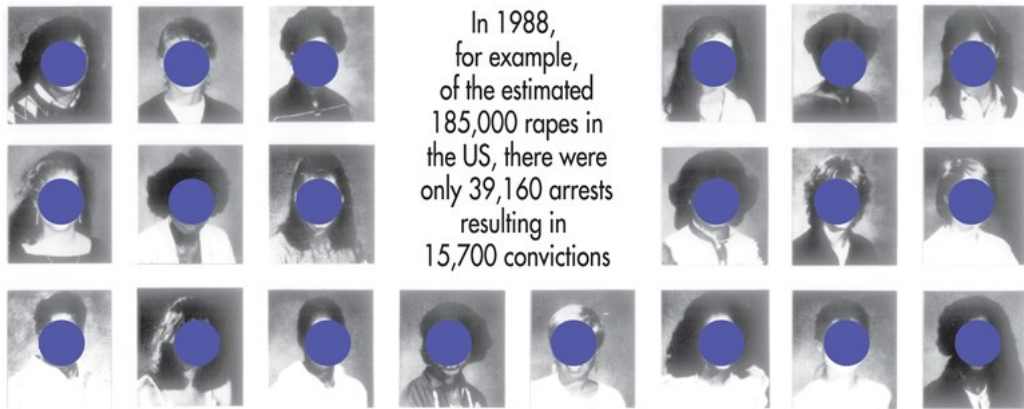 In 1988,
for example,
of the estimated
185,000 rapes in
the US, there were
only 39,160 arrests
resulting in
15,700 convictions